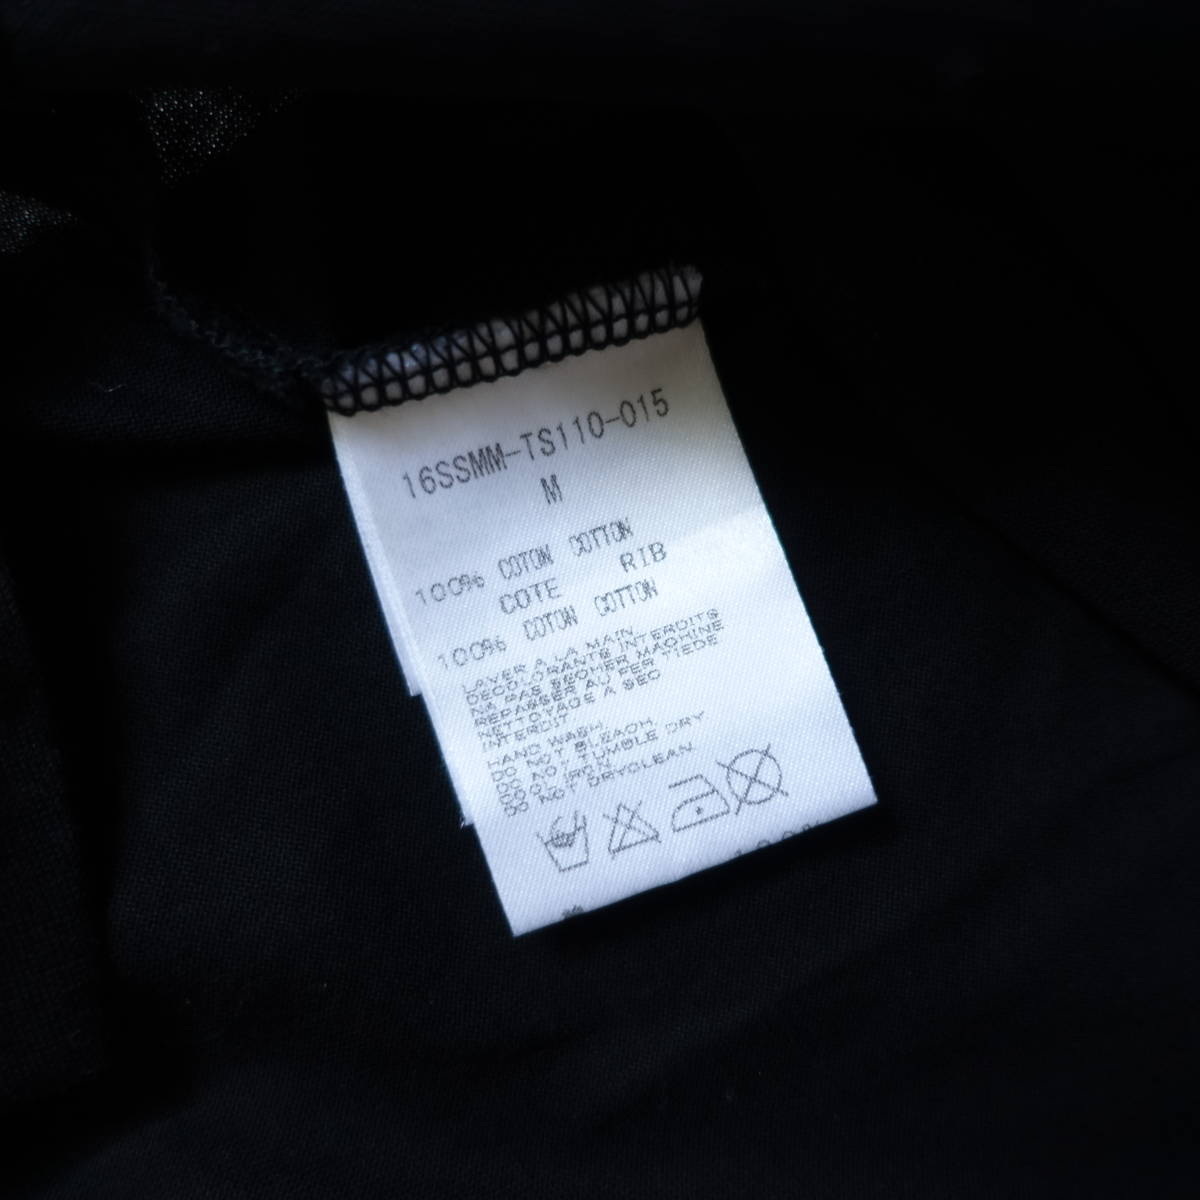 16SSMM-TS110-015
M
100% COTON COTTON
COTE RIB
100% COTON COTTON
LAVER A LA MAIN
DECOLORANTS INTERDITS
NA PAS SECHER MACHINE
REPASSER AU FER TIEDE
NETTOYAGE A SEC
INTERDIT
HAND WASH.
DO NOT BLEACH.
DO NOT TUMBLE DRY
IRON.
DO NOT DRYCLEAN.